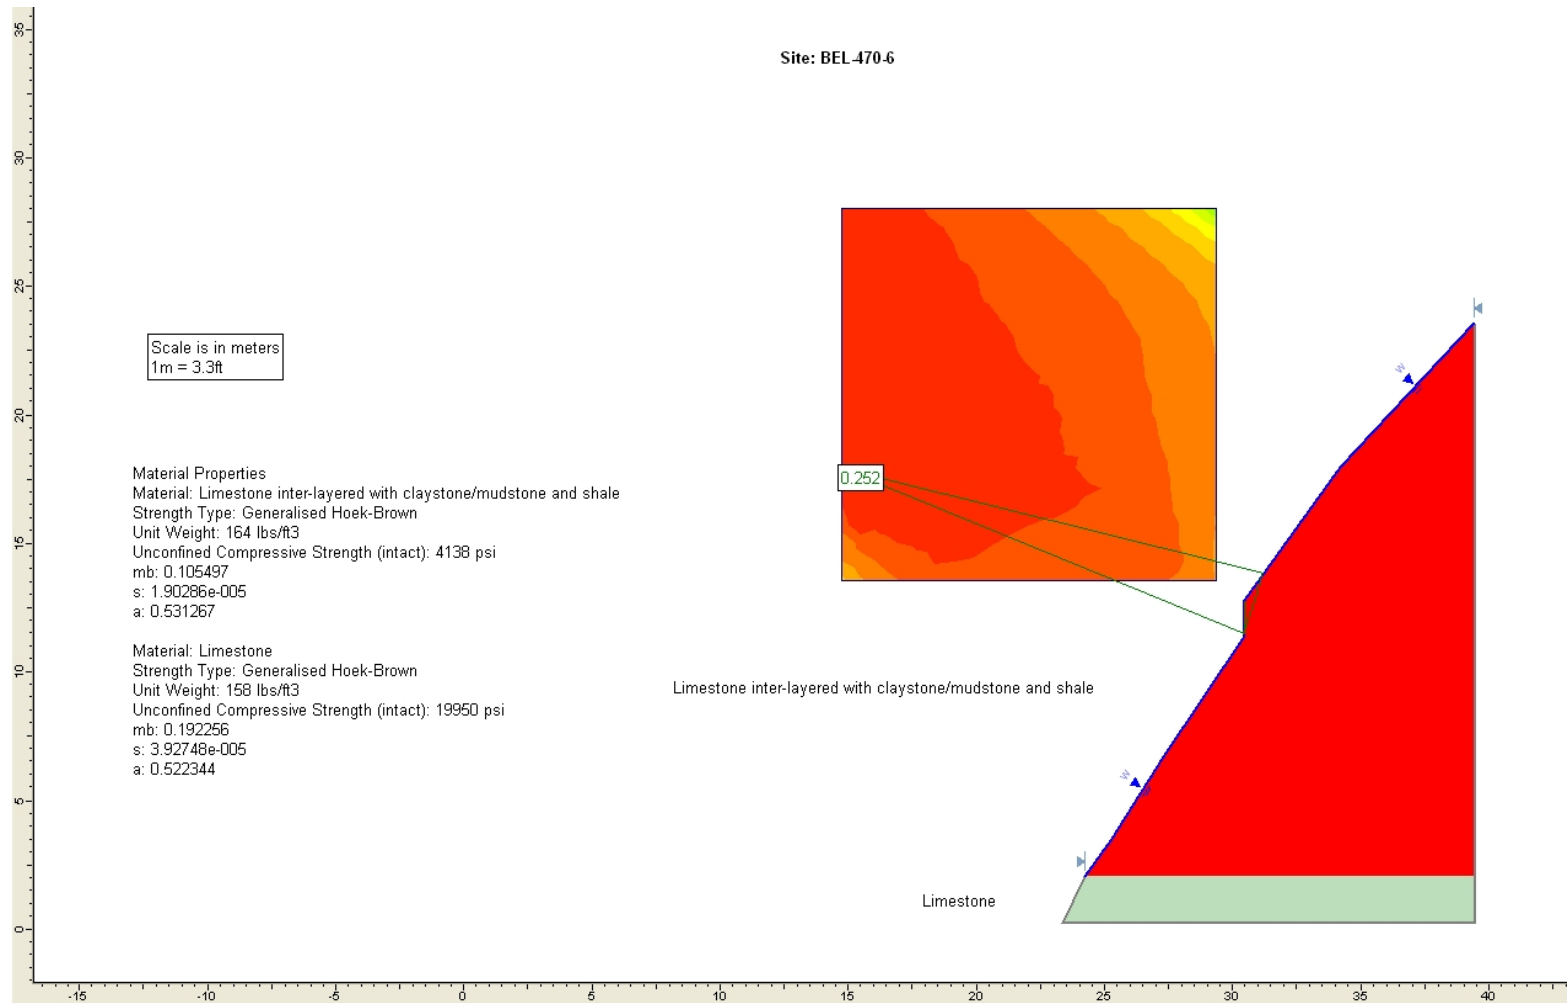 Site: BEL-470-6
35
30
25
20
15
10
5
0
Scale is in meters
1m = 3.3ft
Material Properties
Material: Limestone inter-layered with claystone/mudstone and shale
Strength Type: Generalised Hoek-Brown
Unit Weight: 164 lbs/ft3
Unconfined Compressive Strength (intact): 4138 psi
mb: 0.105497
s: 1.90286e-005
a: 0.531267
Material: Limestone
Strength Type: Generalised Hoek-Brown
Unit Weight: 158 lbs/ft3
Unconfined Compressive Strength (intact): 19950 psi
mb: 0.192256
s: 3.92748e-005
a: 0.522344
0.252
W
Limestone inter-layered with claystone/mudstone and shale
W
Limestone
-15 -10 -5 0 5 10 15 20 25 30 35 40